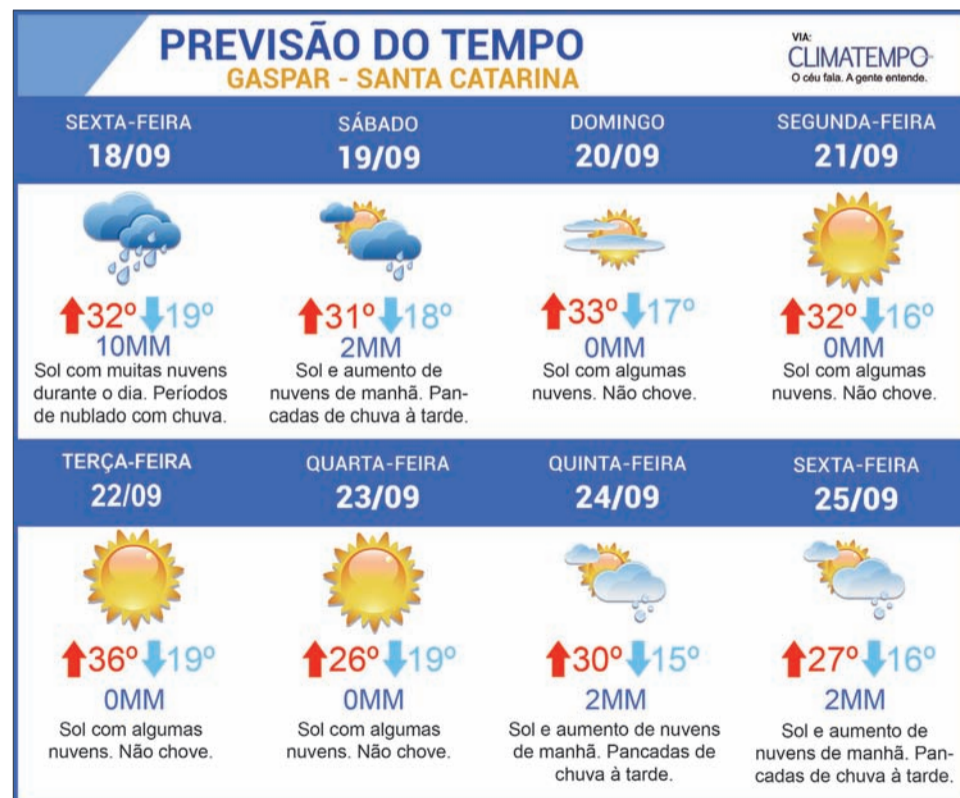 PREVISÃO DO TEMPO
GASPAR - SANTA CATARINA
VIA:
CLIMATEMPO
O céu fala. A gente entende.
SEXTA-FEIRA
18/09
32º 19º
10MM
Sol com muitas nuvens
durante o dia. Períodos
de nublado com chuva.
SÁBADO
19/09
31º 18º
2MM
Sol e aumento de
nuvens de manhã. Pan-
cadas de chuva à tarde.
DOMINGO
20/09
33º 17º
0MM
Sol com algumas
nuvens. Não chove.
SEGUNDA-FEIRA
21/09
32º 16º
0MM
Sol com algumas
nuvens. Não chove.
TERÇA-FEIRA
22/09
36º 19º
0MM
Sol com algumas
nuvens. Não chove.
QUARTA-FEIRA
23/09
26º 19º
0MM
Sol com algumas
nuvens. Não chove.
QUINTA-FEIRA
24/09
30º 15º
2MM
Sol e aumento de nuvens
de manhã. Pancadas de
chuva à tarde.
SEXTA-FEIRA
25/09
27º 16º
2MM
Sol e aumento de
nuvens de manhã. Pan-
cadas de chuva à tarde.